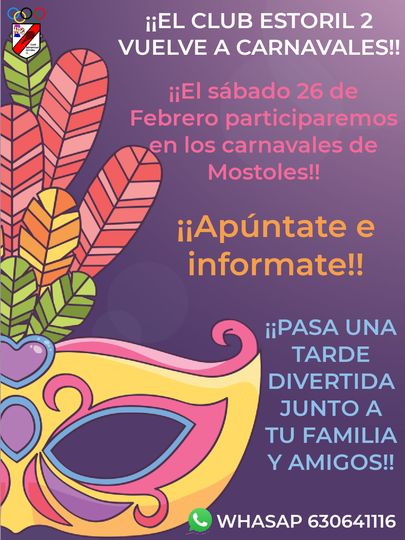 ¡¡EL CLUB ESTORIL 2
VUELVE A CARNAVALES!!
¡¡El sábado 26 de
Febrero participaremos
en los carnavales de
Mostoles!!
¡¡Apúntate e
informate!!
¡¡PASA UNA
TARDE
DIVERTIDA
JUNTO A
TU FAMILIA
Y AMIGOS!!
WHASAP 630641116